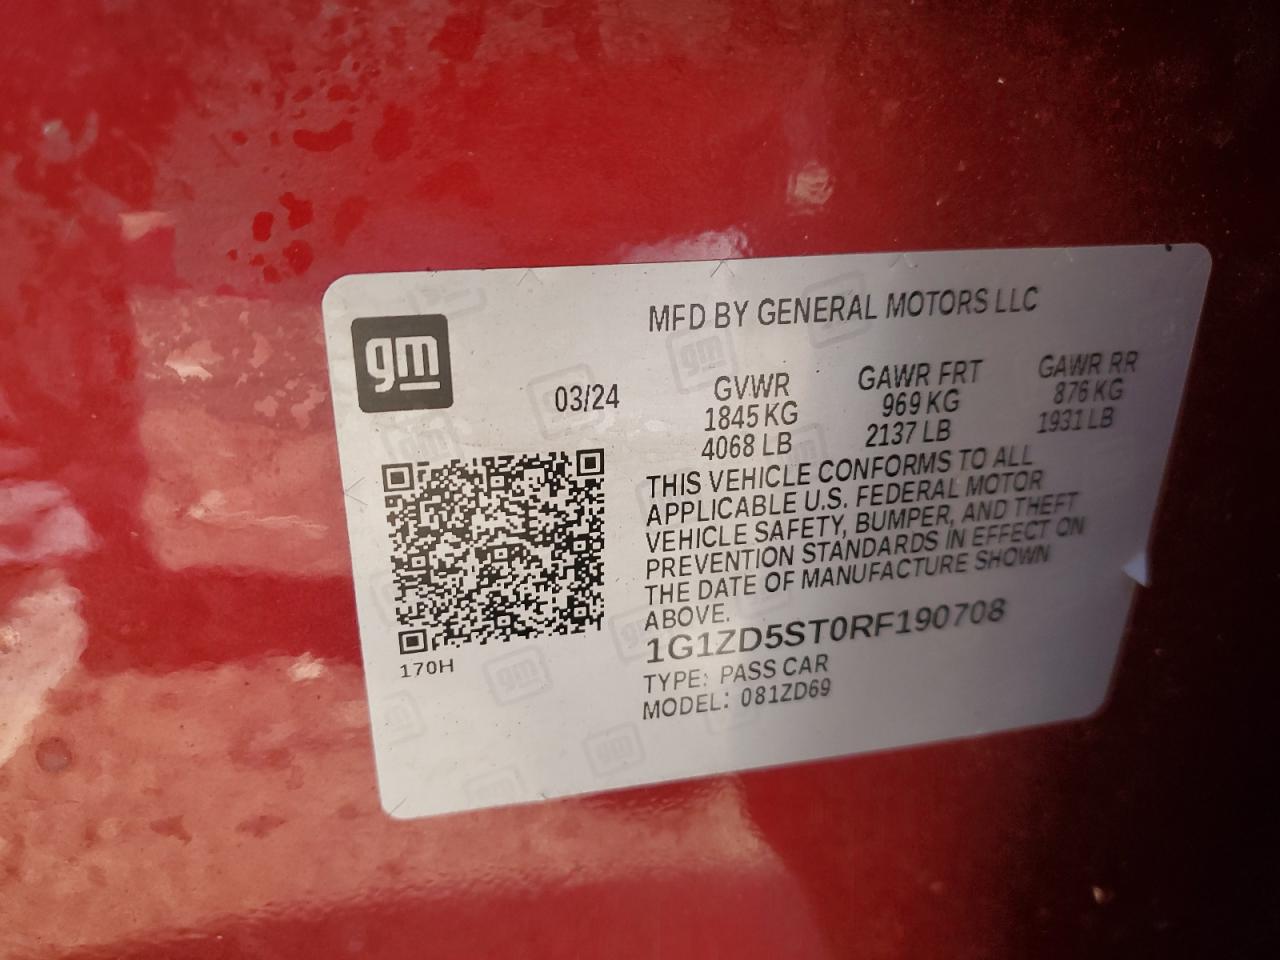 gm
MFD BY GENERAL MOTORS LLC
03/24
GVWR GAWR FRT GAWR RR
1845 KG 969 KG 876 KG
4068 LB 2137 LB 1931 LB
THIS VEHICLE CONFORMS TO ALL
APPLICABLE U.S. FEDERAL MOTOR
VEHICLE SAFETY, BUMPER, AND THEFT
PREVENTION STANDARDS IN EFFECT ON
THE DATE OF MANUFACTURE SHOWN
ABOVE.
1G1ZD5ST0RF190708
170H
TYPE: PASS CAR
MODEL: 081ZD69